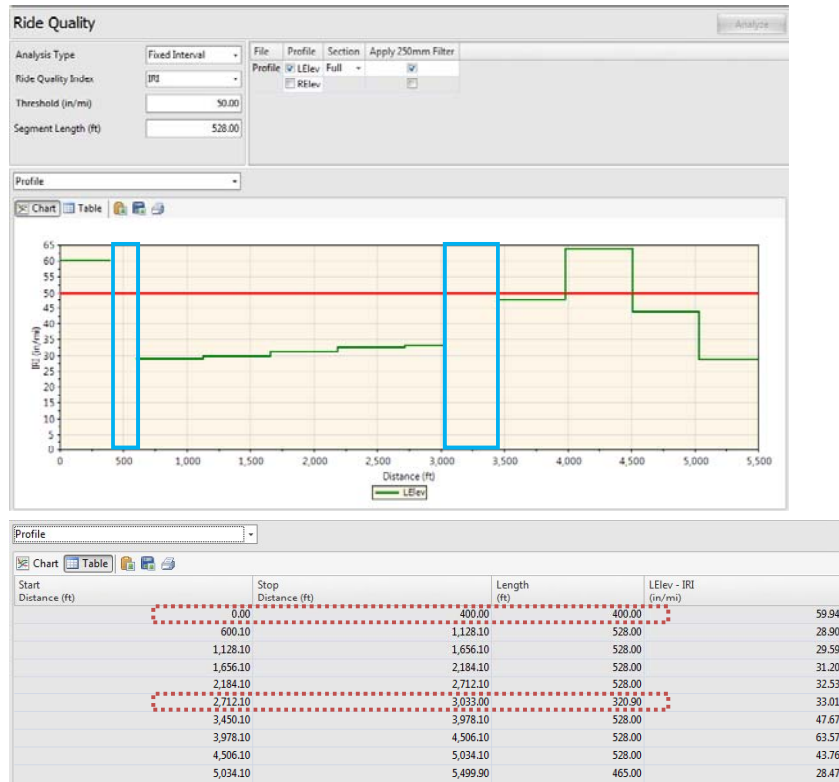 Ride Quality
Analyze
Analysis Type Fixed Interval
Ride Quality Index IRI
Threshold (in/mi) 50.00
Segment Length (ft) 528.00
File Profile Section Apply 250mm Filter
Profile LElev Full
RElev
Profile
Chart Table
65
60
55
50
45
40
35
30
25
20
15
10
5
0
IRI (in/mi)
0 500 1,000 1,500 2,000 2,500 3,000 3,500 4,000 4,500 5,000 5,500
Distance (ft)
LElev
Profile
Chart Table
Start Stop Length LElev - IRI
Distance (ft) Distance (ft) (ft) (in/mi)
0.00 400.00 400.00 59.94
600.10 1,128.10 528.00 28.90
1,128.10 1,656.10 528.00 29.59
1,656.10 2,184.10 528.00 31.20
2,184.10 2,712.10 528.00 32.53
2,712.10 3,033.00 320.90 33.01
3,450.10 3,978.10 528.00 47.67
3,978.10 4,506.10 528.00 63.57
4,506.10 5,034.10 528.00 43.76
5,034.10 5,499.90 465.00 28.47